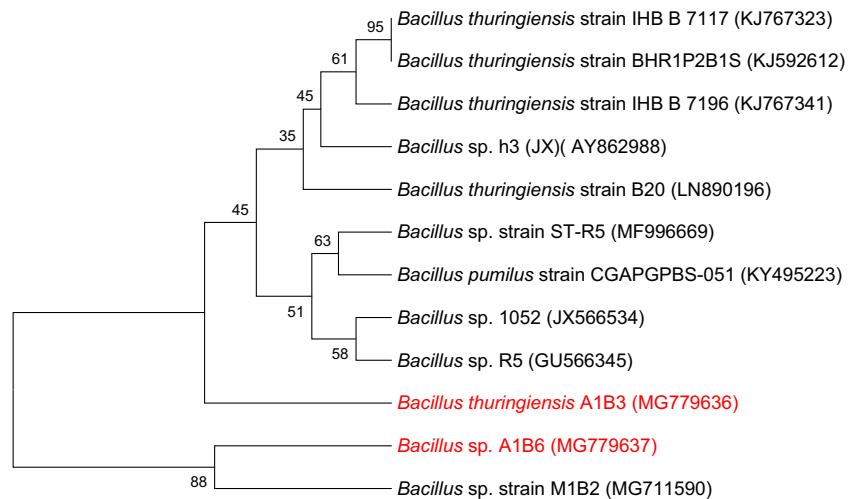 Bacillus thuringiensis strain IHB B 7117 (KJ767323)
95
Bacillus thuringiensis strain BHR1P2B1S (KJ592612)
61
Bacillus thuringiensis strain IHB B 7196 (KJ767341)
45
Bacillus sp. h3 (JX)( AY862988)
35
Bacillus thuringiensis strain B20 (LN890196)
45
Bacillus sp. strain ST-R5 (MF996669)
63
Bacillus pumilus strain CGAPGPBS-051 (KY495223)
51
Bacillus sp. 1052 (JX566534)
58
Bacillus sp. R5 (GU566345)
Bacillus thuringiensis A1B3 (MG779636)
Bacillus sp. A1B6 (MG779637)
88
Bacillus sp. strain M1B2 (MG711590)